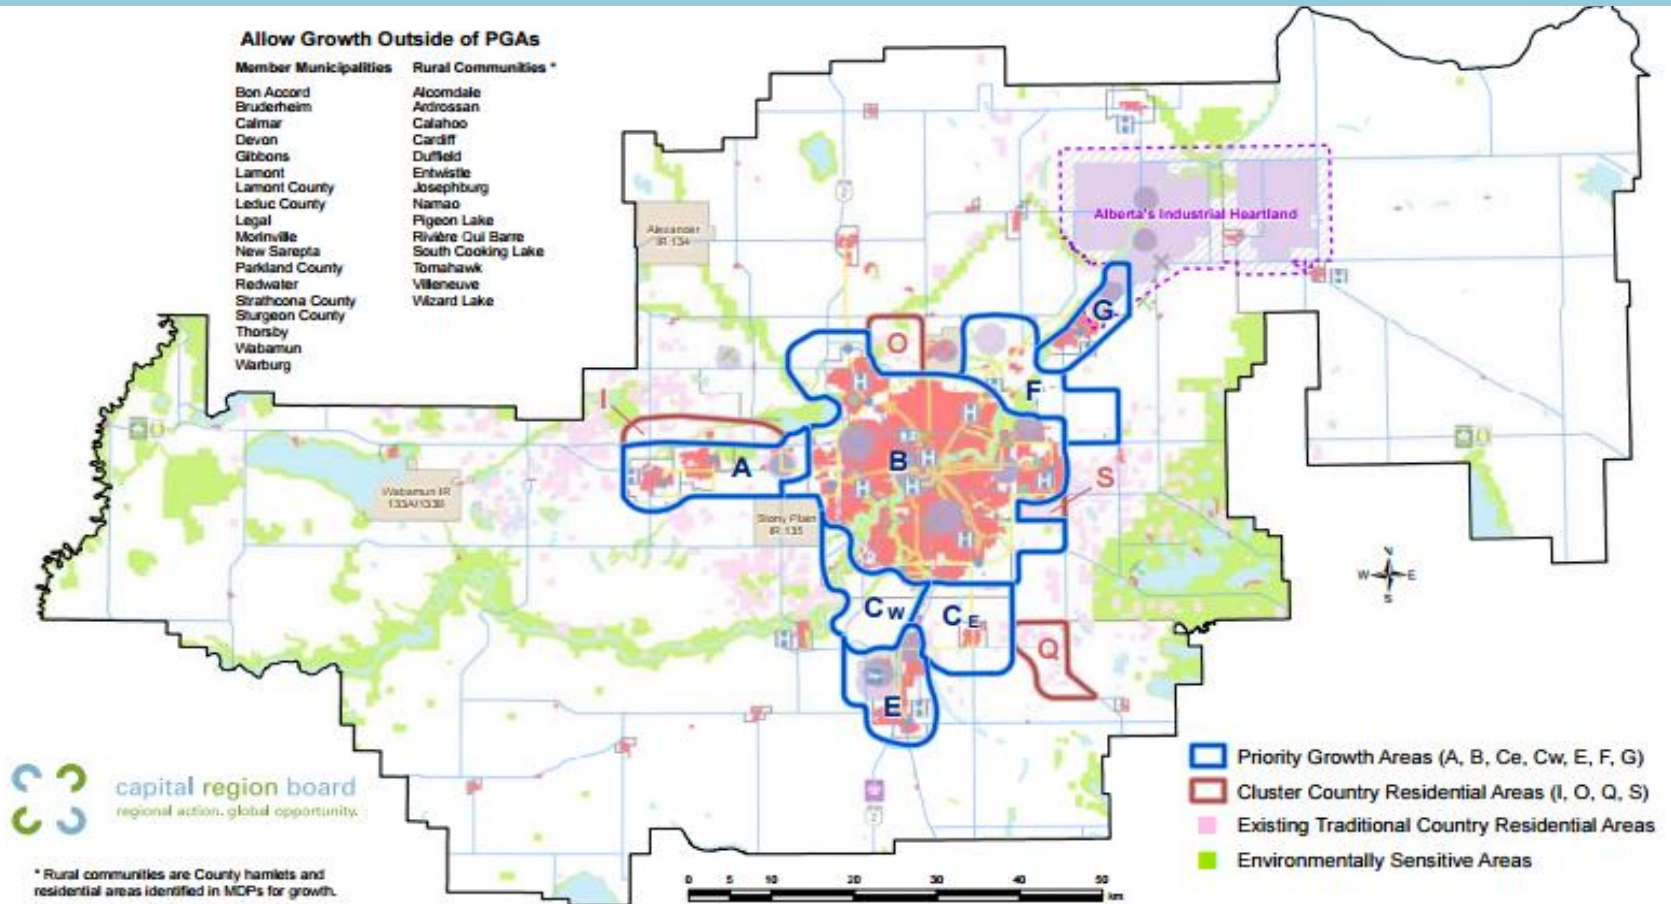 Allow Growth Outside of PGAs
Member Municipalities Rural Communities *
Bon Accord Alcomdale
Bruderheim Ardrossan
Calmar Calahoo
Devon Cardiff
Gibbons Duffield
Lamont Entwistle
Lamont County Josephburg
Leduc County Namao
Legal Pigeon Lake
Morinville Rivière Qui Barre
New Sarepta South Cooking Lake
Parkland County Tomahawk
Redwater Villeneuve
Strathcona County Wizard Lake
Sturgeon County
Thorsby
Wabamun
Warburg
2
Alexander
IR 134
Alberta's Industrial Heartland
G
O
F
I
A
B
S
Wabamun IR
133A/133B
Stony Plain
IR 135
N
W E
S
Cw
CE
Q
E
2
capital region board
regional action. global opportunity.
Priority Growth Areas (A, B, Ce, Cw, E, F, G)
Cluster Country Residential Areas (I, O, Q, S)
Existing Traditional Country Residential Areas
Environmentally Sensitive Areas
* Rural communities are County hamlets and
residential areas identified in MDPs for growth.
0 5 10 20 30 40 50
km